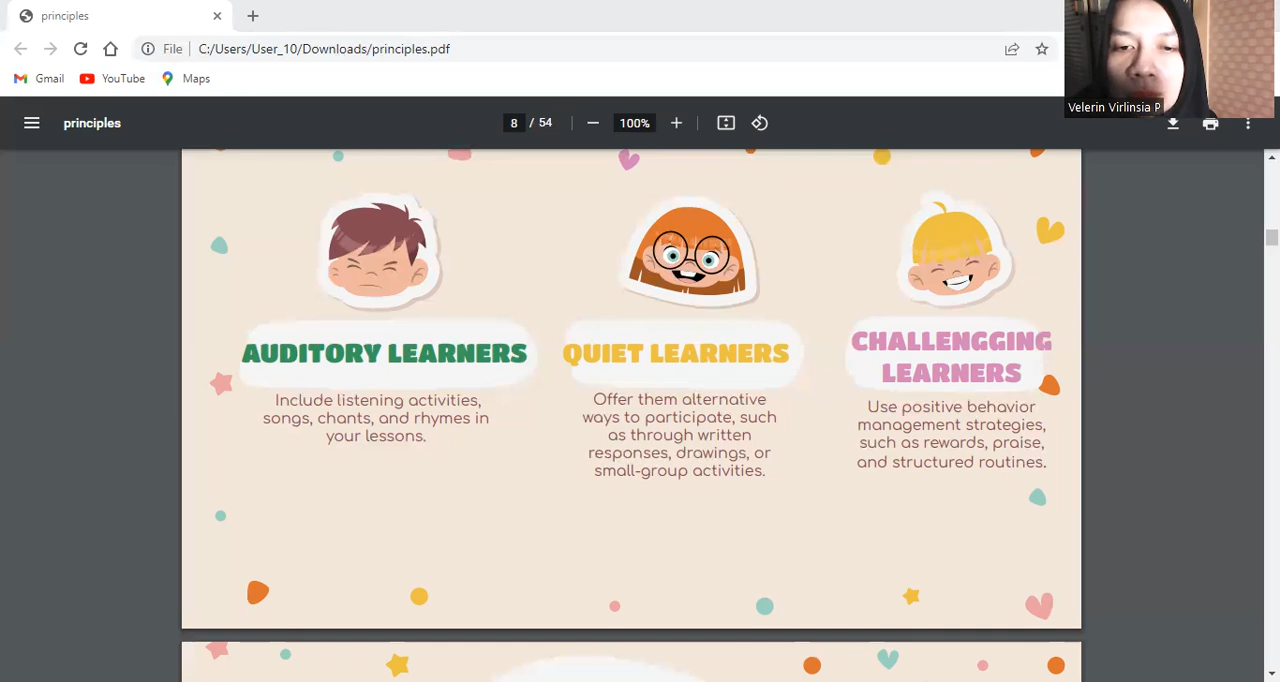 principles
File
C:/Users/User_10/Downloads/principles.pdf
Gmail
YouTube
Maps
Velerin Virlinsia P
principles
8 / 54
100%
AUDITORY LEARNERS
Include listening activities,
songs, chants, and rhymes in
your lessons.
QUIET LEARNERS
Offer them alternative
ways to participate, such
as through written
responses, drawings, or
small-group activities.
CHALLENGGING
LEARNERS
Use positive behavior
management strategies,
such as rewards, praise,
and structured routines.